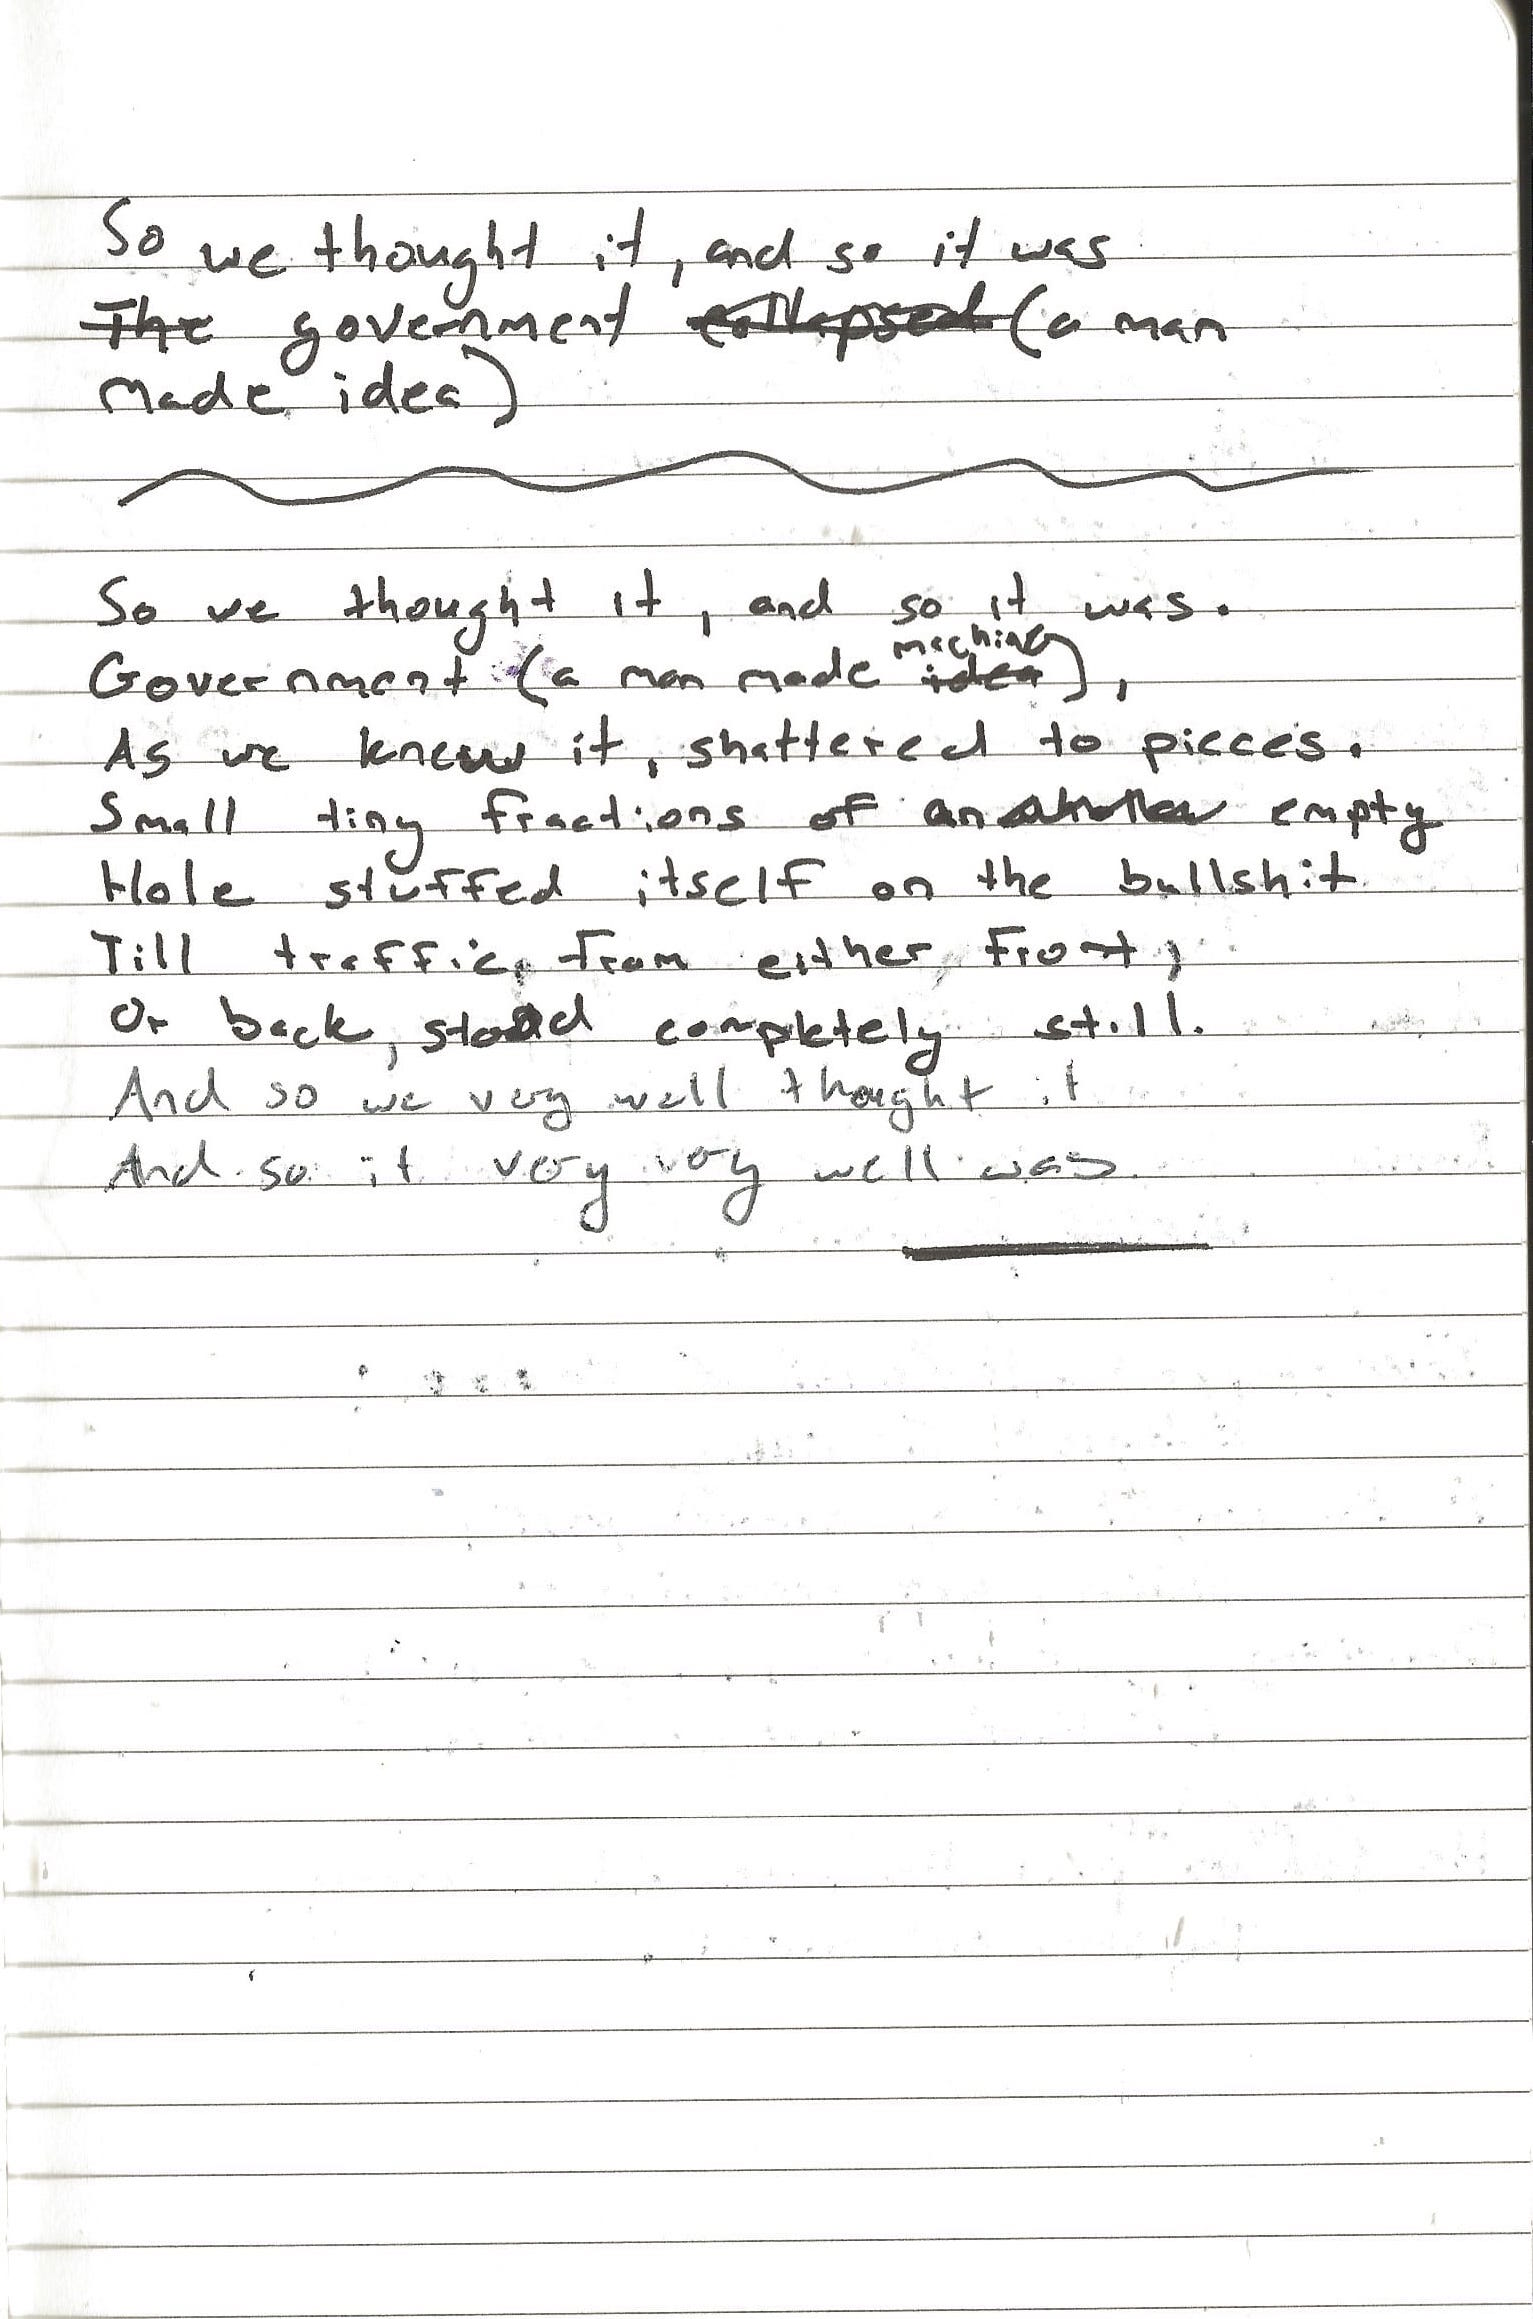 So we thought it, and so it was
The government collapsed (a man
made idea)
So we thought it, and so it was.
Government (a man made machine idea),
As we knew it, shattered to pieces.
Small tiny fractions of an empty
Hole stuffed itself on the bullshit
Till traffic, from either front,
Or back, stood completely still.
And so we very well thought it
And so it very very well was